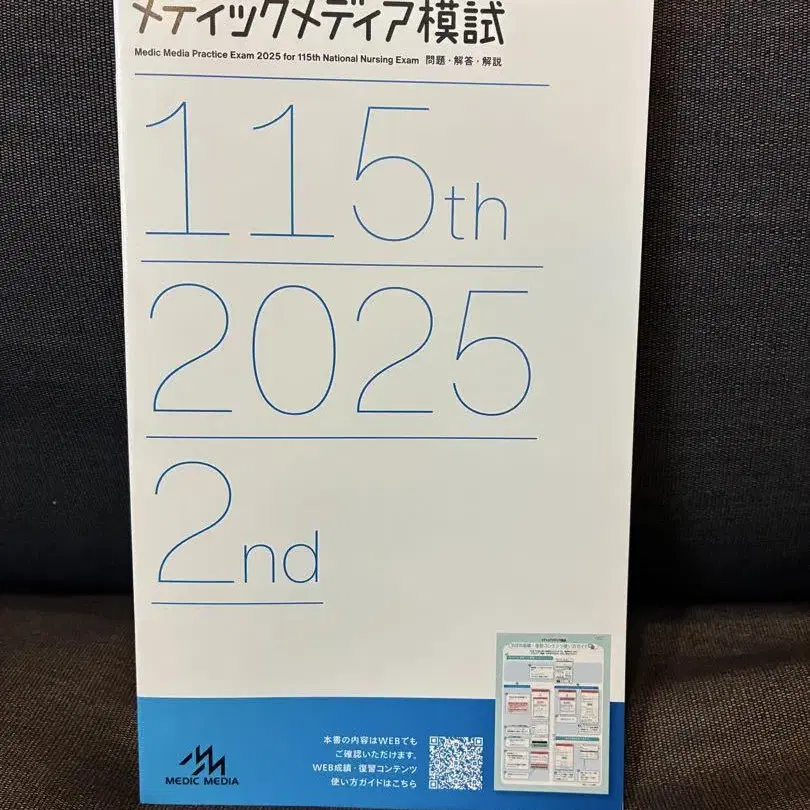 メディックメディア模試
Medic Media Practice Exam 2025 for 115th National Nursing Exam 問題・解答・解説
115th
2025
2nd
本書の内容はWEBでも
ご確認いただけます。
WEB成績・復習コンテンツ
使い方ガイドはこちら
MEDIC MEDIA